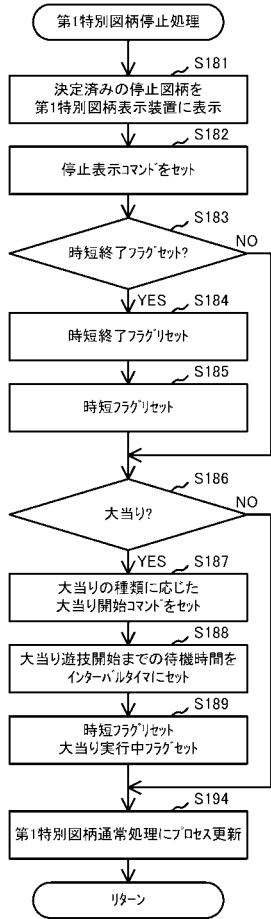 第1特別図柄停止処理
S181
決定済みの停止図柄を
第1特別図柄表示装置に表示
S182
停止表示コマンドをセット
S183
時短終了フラグセット?
NO
YES
S184
時短終了フラグリセット
S185
時短フラグリセット
S186
大当り?
NO
YES
S187
大当りの種類に応じた
大当り開始コマンドをセット
S188
大当り遊技開始までの待機時間を
インターバルタイマにセット
S189
時短フラグリセット
大当り実行中フラグセット
S194
第1特別図柄通常処理にプロセス更新
リターン